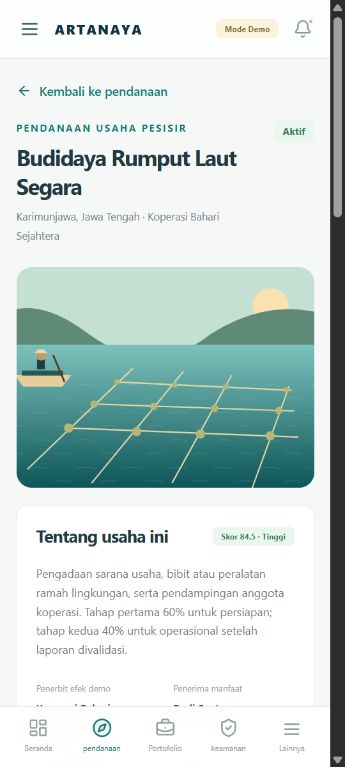 ARTANAYA
Mode Demo
Kembali ke pendanaan
PENDANAAN USAHA PESISIR
Aktif
Budidaya Rumput Laut
Segara
Karimunjawa, Jawa Tengah · Koperasi Bahari
Sejahtera
Tentang usaha ini
Skor 84.5 · Tinggi
Pengadaan sarana usaha, bibit atau peralatan
ramah lingkungan, serta pendampingan anggota
koperasi. Tahap pertama 60% untuk persiapan;
tahap kedua 40% untuk operasional setelah
laporan divalidasi.
Penerbit efek demo
Penerima manfaat
Beranda
pendanaan
Portofolio
keamanan
Lainnya